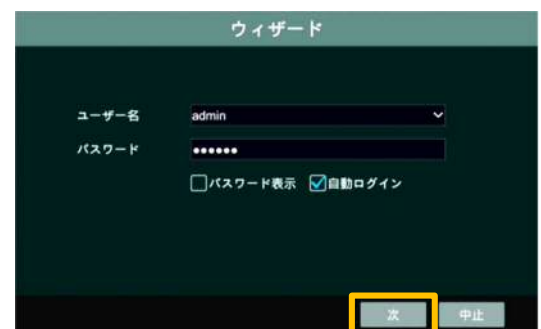 ウィザード
ユーザー名 admin
パスワード ●●●●●●
パスワード表示 自動ログイン
次 中止